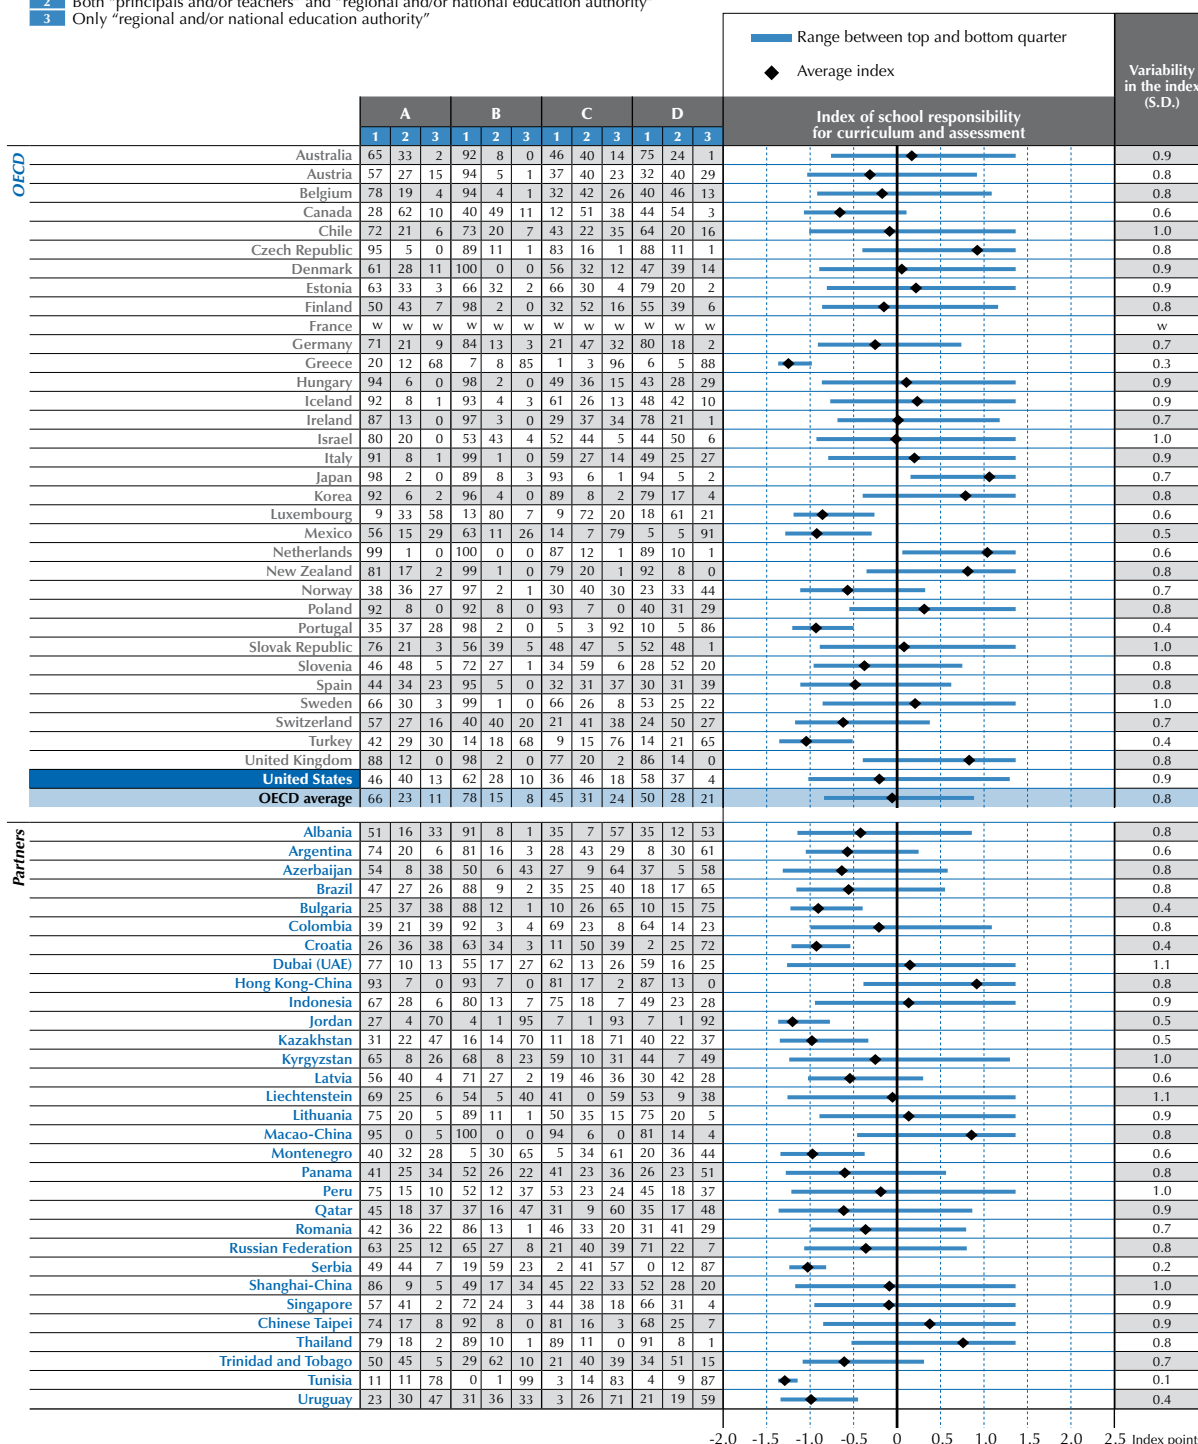 2 Both “principals and/or teachers” and “regional and/or national education authority”
3 Only “regional and/or national education authority”
Range between top and bottom quarter
Average index
Variability in the index (S.D.)
A B C D
Index of school responsibility for curriculum and assessment
1 2 3 1 2 3 1 2 3 1 2 3
OECD
Australia 65 33 2 92 8 0 46 40 14 75 24 1 0.9
Austria 57 27 15 94 5 1 37 40 23 32 40 29 0.8
Belgium 78 19 4 94 4 1 32 42 26 40 46 13 0.8
Canada 28 62 10 40 49 11 12 51 38 44 54 3 0.6
Chile 72 21 6 73 20 7 43 22 35 64 20 16 1.0
Czech Republic 95 5 0 89 11 1 83 16 1 88 11 1 0.8
Denmark 61 28 11 100 0 0 56 32 12 47 39 14 0.9
Estonia 63 33 3 66 32 2 66 30 4 79 20 2 0.9
Finland 50 43 7 98 2 0 32 52 16 55 39 6 0.8
France w w w w w w w w w w w w w
Germany 71 21 9 84 13 3 21 47 32 80 18 2 0.7
Greece 20 12 68 7 8 85 1 3 96 6 5 88 0.3
Hungary 94 6 0 98 2 0 49 36 15 43 28 29 0.9
Iceland 92 8 1 93 4 3 61 26 13 48 42 10 0.9
Ireland 87 13 0 97 3 0 29 37 34 78 21 1 0.7
Israel 80 20 0 53 43 4 52 44 5 44 50 6 1.0
Italy 91 8 1 99 1 0 59 27 14 49 25 27 0.9
Japan 98 2 0 89 8 3 93 6 1 94 5 2 0.7
Korea 92 6 2 96 4 0 89 8 2 79 17 4 0.8
Luxembourg 9 33 58 13 80 7 9 72 20 18 61 21 0.6
Mexico 56 15 29 63 11 26 14 7 79 5 5 91 0.5
Netherlands 99 1 0 100 0 0 87 12 1 89 10 1 0.6
New Zealand 81 17 2 99 1 0 79 20 1 92 8 0 0.8
Norway 38 36 27 97 2 1 30 40 30 23 33 44 0.7
Poland 92 8 0 92 8 0 93 7 0 40 31 29 0.8
Portugal 35 37 28 98 2 0 5 3 92 10 5 86 0.4
Slovak Republic 76 21 3 56 39 5 48 47 5 52 48 1 1.0
Slovenia 46 48 5 72 27 1 34 59 6 28 52 20 0.8
Spain 44 34 23 95 5 0 32 31 37 30 31 39 0.8
Sweden 66 30 3 99 1 0 66 26 8 53 25 22 1.0
Switzerland 57 27 16 40 40 20 21 41 38 24 50 27 0.7
Turkey 42 29 30 14 18 68 9 15 76 14 21 65 0.4
United Kingdom 88 12 0 98 2 0 77 20 2 86 14 0 0.8
United States 46 40 13 62 28 10 36 46 18 58 37 4 0.9
OECD average 66 23 11 78 15 8 45 31 24 50 28 21 0.8
Partners
Albania 51 16 33 91 8 1 35 7 57 35 12 53 0.8
Argentina 74 20 6 81 16 3 28 43 29 8 30 61 0.6
Azerbaijan 54 8 38 50 6 43 27 9 64 37 5 58 0.8
Brazil 47 27 26 88 9 2 35 25 40 18 17 65 0.8
Bulgaria 25 37 38 88 12 1 10 26 65 10 15 75 0.4
Colombia 39 21 39 92 3 4 69 23 8 64 14 23 0.8
Croatia 26 36 38 63 34 3 11 50 39 2 25 72 0.4
Dubai (UAE) 77 10 13 55 17 27 62 13 26 59 16 25 1.1
Hong Kong-China 93 7 0 93 7 0 81 17 2 87 13 0 0.8
Indonesia 67 28 6 80 13 7 75 18 7 49 23 28 0.9
Jordan 27 4 70 4 1 95 7 1 93 7 1 92 0.5
Kazakhstan 31 22 47 16 14 70 11 18 71 40 22 37 0.5
Kyrgyzstan 65 8 26 68 8 23 59 10 31 44 7 49 1.0
Latvia 56 40 4 71 27 2 19 46 36 30 42 28 0.6
Liechtenstein 69 25 6 54 5 40 41 0 59 53 9 38 1.1
Lithuania 75 20 5 89 11 1 50 35 15 75 20 5 0.9
Macao-China 95 0 5 100 0 0 94 6 0 81 14 4 0.8
Montenegro 40 32 28 5 30 65 5 34 61 20 36 44 0.6
Panama 41 25 34 52 26 22 41 23 36 26 23 51 0.8
Peru 75 15 10 52 12 37 53 23 24 45 18 37 1.0
Qatar 45 18 37 37 16 47 31 9 60 35 17 48 0.9
Romania 42 36 22 86 13 1 46 33 20 31 41 29 0.7
Russian Federation 63 25 12 65 27 8 21 40 39 71 22 7 0.8
Serbia 49 44 7 19 59 23 2 41 57 0 12 87 0.2
Shanghai-China 86 9 5 49 17 34 45 22 33 52 28 20 1.0
Singapore 57 41 2 72 24 3 44 38 18 66 31 4 0.9
Chinese Taipei 74 17 8 92 8 0 81 16 3 68 25 7 0.9
Thailand 79 18 2 89 10 1 89 11 0 91 8 1 0.8
Trinidad and Tobago 50 45 5 29 62 10 21 40 39 34 51 15 0.7
Tunisia 11 11 78 0 1 99 3 14 83 4 9 87 0.1
Uruguay 23 30 47 31 36 33 3 26 71 21 19 59 0.4
-2.0 -1.5 -1.0 -0.5 0 0.5 1.0 1.5 2.0 2.5 Index point